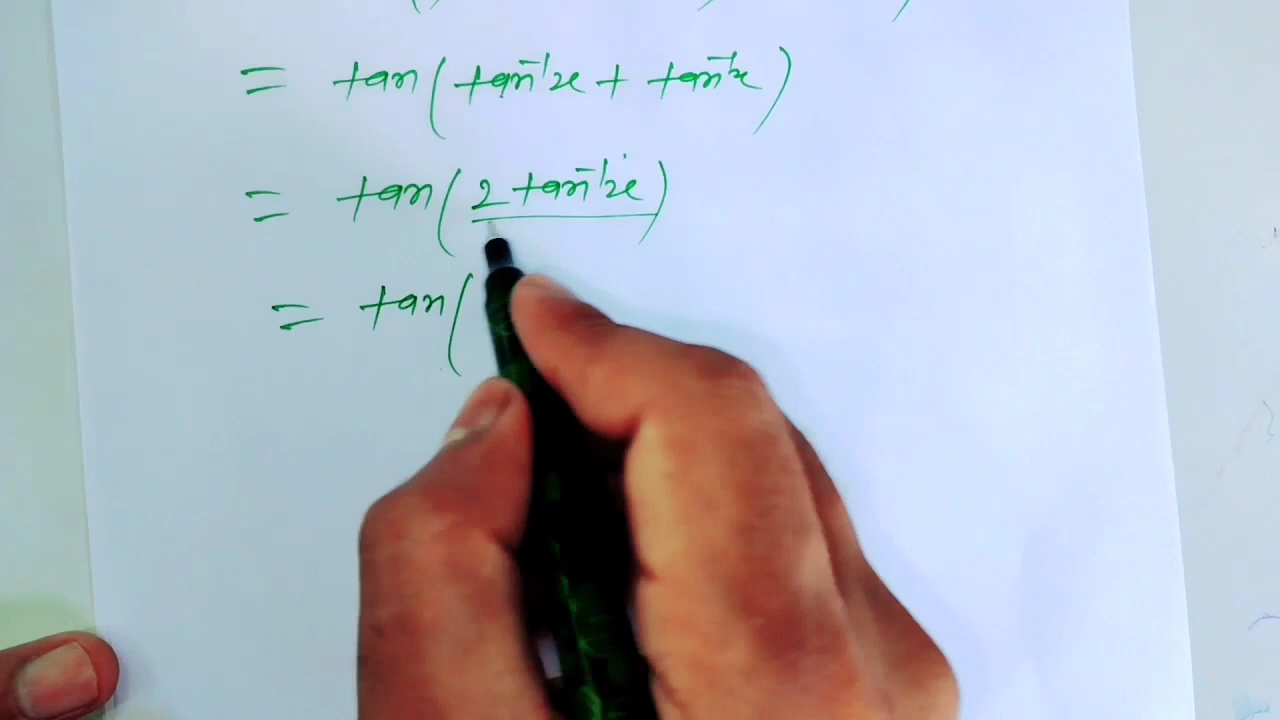 = tan(tan⁻¹x + tan⁻¹x)
= tan(2 tan⁻¹x)
= tan(